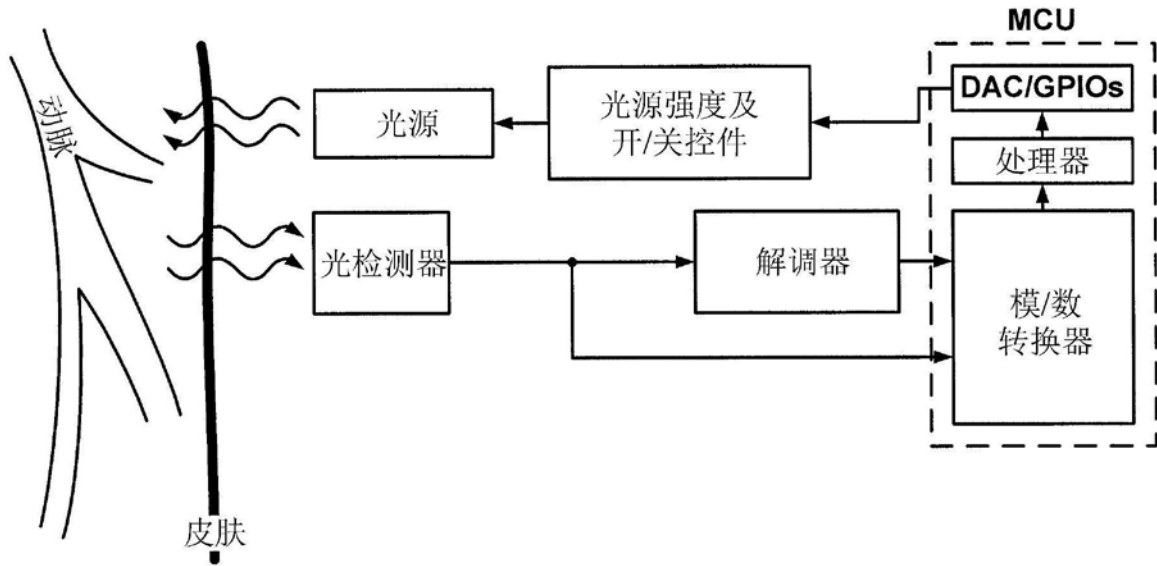 MCU
动脉
光源
光源强度及
开/关控件
DAC/GPIOs
处理器
光检测器
解调器
模/数
转换器
皮肤